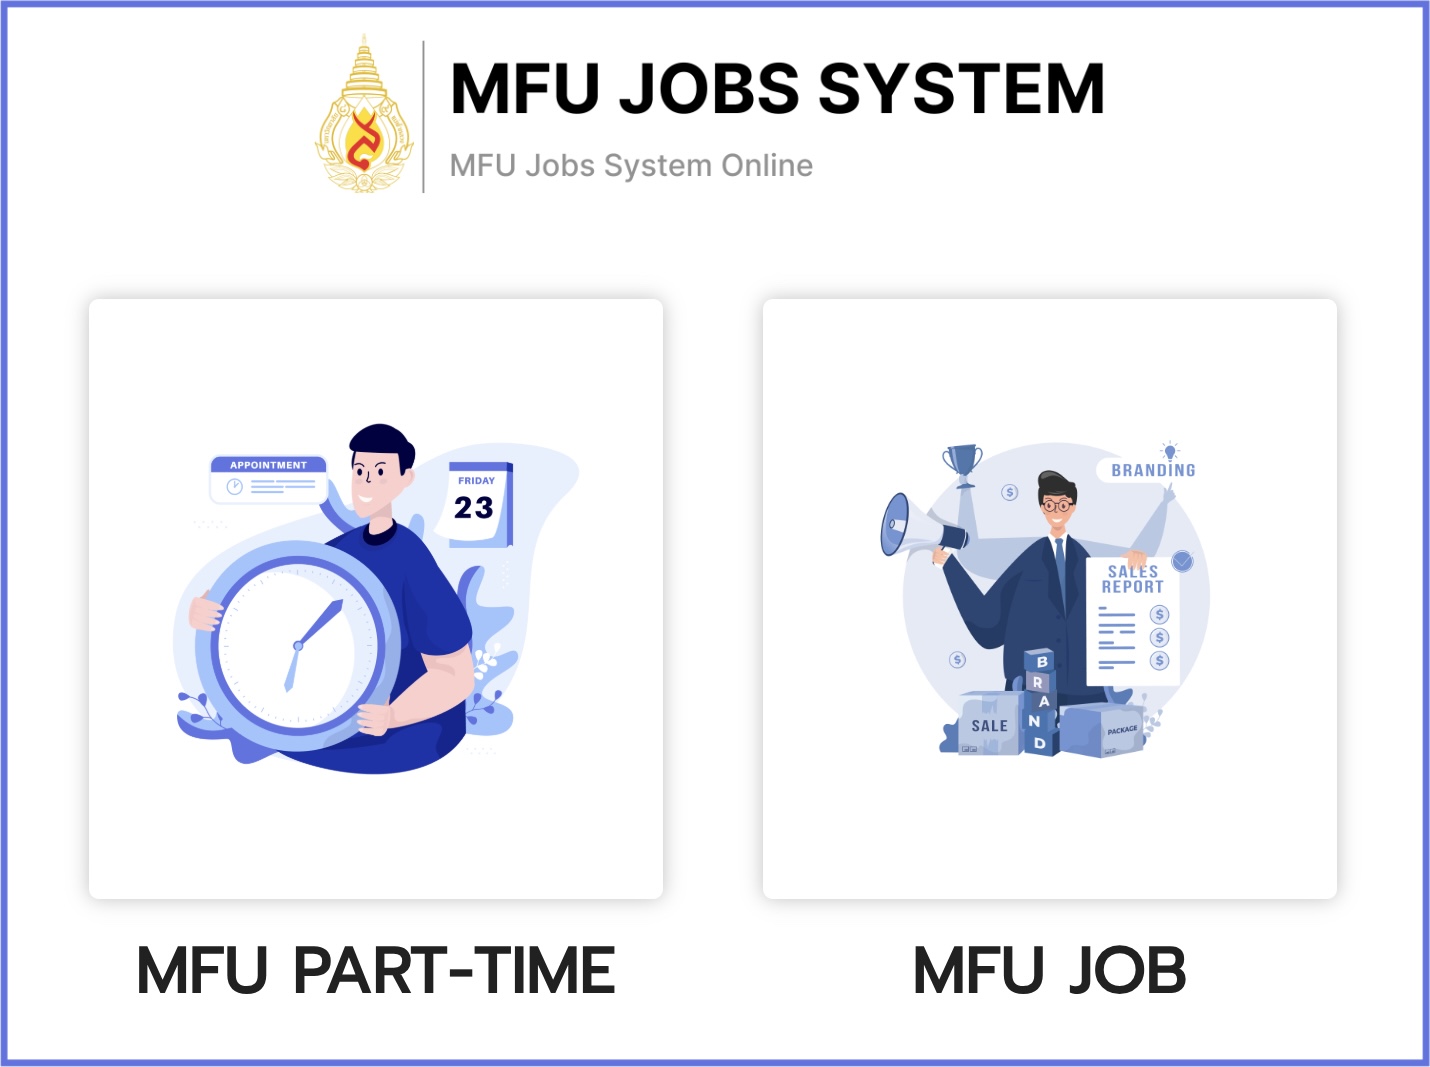 MFU JOBS SYSTEM
MFU Jobs System Online
APPOINTMENT
FRIDAY
23
BRANDING
SALES
REPORT
$
$
$
$
$
B
R
A
N
D
SALE
PACKAGE
MFU PART-TIME
MFU JOB